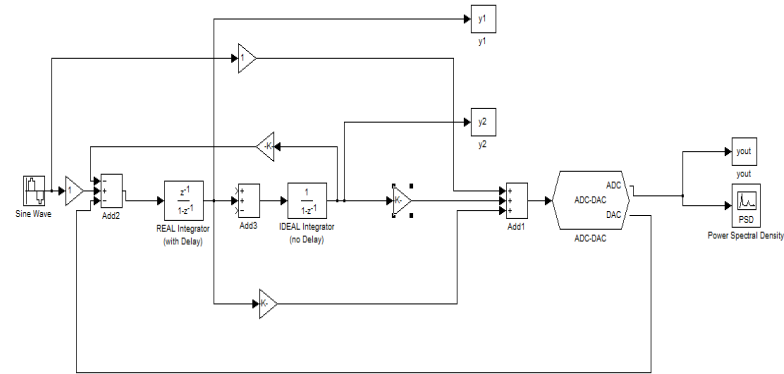 y1
y1
1
y2
y2
-K-
ADC
DAC
ADC-DAC
ADC-DAC
yout
yout
Sine Wave
1
Add2
z-1
1-z-1
REAL Integrator
(with Delay)
Add3
1
1-z-1
IDEAL Integrator
(no Delay)
-K-
Add1
PSD
Power Spectral Density
-K-